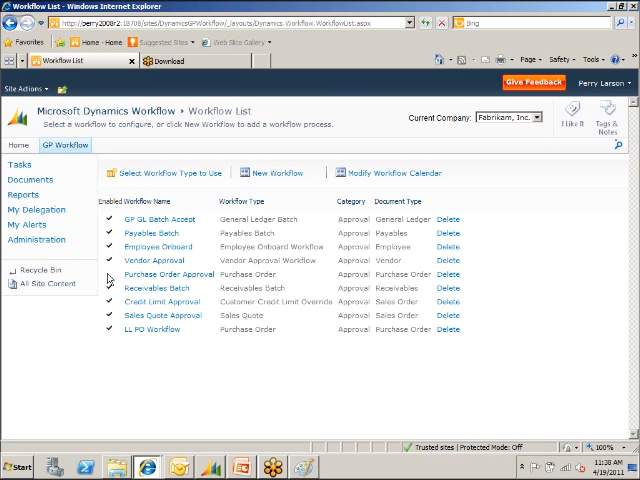 Workflow List - Windows Internet Explorer
http://perry2008r2:18708/sites/DynamicsGPWorkflow/_layouts/Dynamics.Workflow.WorkflowList.aspx
Bing
Favorites Home - Home Suggested Sites Web Slice Gallery
Workflow List Download
Page Safety Tools
Site Actions Give Feedback Perry Larson
Microsoft Dynamics Workflow Workflow List
Select a workflow to configure, or click New Workflow to add a workflow process.
Current Company: Fabrikam, Inc.
I Like It Tags & Notes
Home GP Workflow
Tasks
Documents
Reports
My Delegation
My Alerts
Administration
Recycle Bin
All Site Content
Select Workflow Type to Use New Workflow Modify Workflow Calendar
Enabled Workflow Name Workflow Type Category Document Type
GP GL Batch Accept General Ledger Batch Approval General Ledger Delete
Payables Batch Payables Batch Approval Payables Delete
Employee Onboard Employee Onboard Workflow Approval Employee Delete
Vendor Approval Vendor Approval Workflow Approval Vendor Delete
Purchase Order Approval Purchase Order Approval Purchase Order Delete
Receivables Batch Receivables Batch Approval Receivables Delete
Credit Limit Approval Customer Credit Limit Override Approval Sales Order Delete
Sales Quote Approval Sales Quote Approval Sales Order Delete
LL PO Workflow Purchase Order Approval Purchase Order Delete
Trusted sites | Protected Mode: Off 100%
Start
11:38 AM
4/19/2011